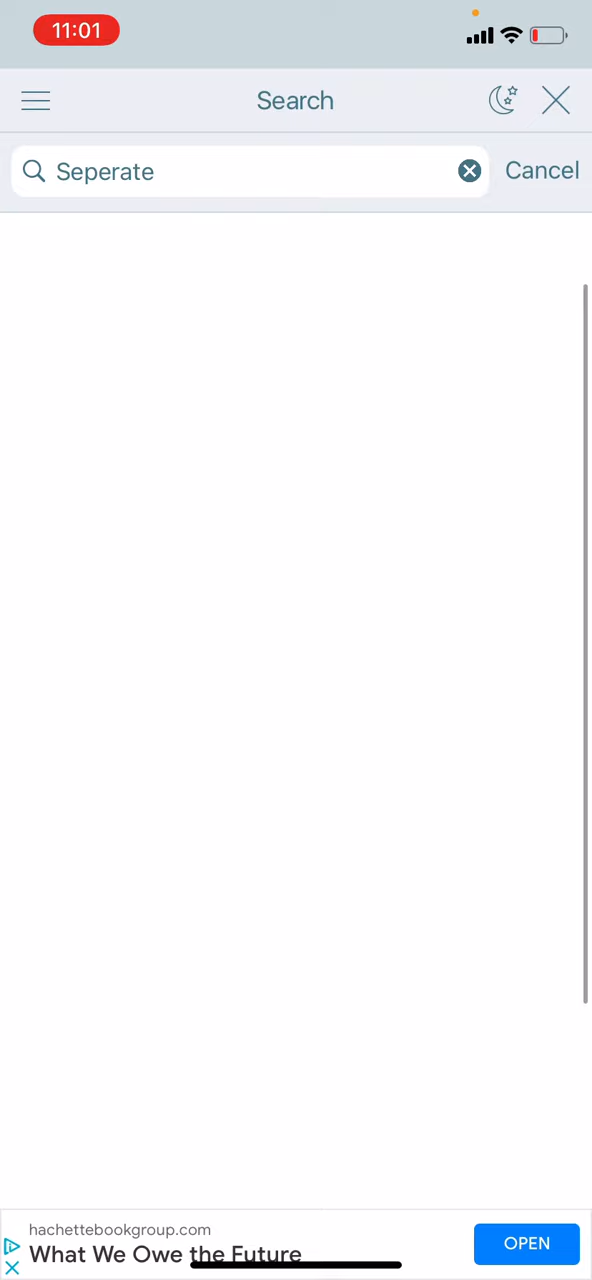 11:01
Search
Seperate
Cancel
hachettebookgroup.com
What We Owe the Future
OPEN